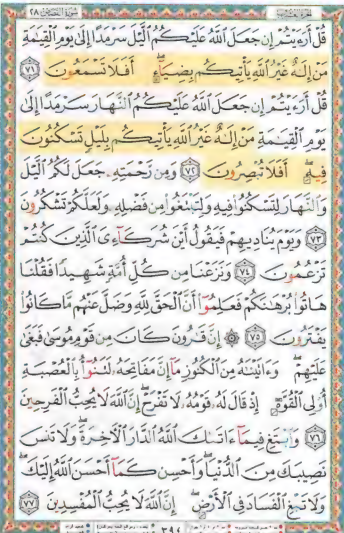 سورة القصص ٢٨
قُلْ أَرَءَيْتُمْ إِن جَعَلَ ٱللَّهُ عَلَيْكُمُ ٱلَّيْلَ سَرْمَدًا إِلَىٰ يَوْمِ ٱلْقِيَٰمَةِ
مَنْ إِلَٰهٌ غَيْرُ ٱللَّهِ يَأْتِيكُم بِضِيَآءٍ ۖ أَفَلَا تَسْمَعُونَ ٧١
قُلْ أَرَءَيْتُمْ إِن جَعَلَ ٱللَّهُ عَلَيْكُمُ ٱلنَّهَارَ سَرْمَدًا إِلَىٰ
يَوْمِ ٱلْقِيَٰمَةِ مَنْ إِلَٰهٌ غَيْرُ ٱللَّهِ يَأْتِيكُم بِلَيْلٍ تَسْكُنُونَ
فِيهِ ۖ أَفَلَا تُبْصِرُونَ ٧٢ وَمِن رَّحْمَتِهِۦ جَعَلَ لَكُمُ ٱلَّيْلَ
وَٱلنَّهَارَ لِتَسْكُنُوا۟ فِيهِ وَلِتَبْتَغُوا۟ مِن فَضْلِهِۦ وَلَعَلَّكُمْ تَشْكُرُونَ
٧٣ وَيَوْمَ يُنَادِيهِمْ فَيَقُولُ أَيْنَ شُرَكَآءِىَ ٱلَّذِينَ كُنتُمْ
تَزْعُمُونَ ٧٤ وَنَزَعْنَا مِن كُلِّ أُمَّةٍ شَهِيدًا فَقُلْنَا
هَاتُوا۟ بُرْهَٰنَكُمْ فَعَلِمُوٓا۟ أَنَّ ٱلْحَقَّ لِلَّهِ وَضَلَّ عَنْهُم مَّا كَانُوا۟
يَفْتَرُونَ ٧٥ ۞ إِنَّ قَٰرُونَ كَانَ مِن قَوْمِ مُوسَىٰ فَبَغَىٰ
عَلَيْهِمْ ۖ وَءَاتَيْنَٰهُ مِنَ ٱلْكُنُوزِ مَآ إِنَّ مَفَاتِحَهُۥ لَتَنُوٓأُ بِٱلْعُصْبَةِ
أُو۟لِى ٱلْقُوَّةِ إِذْ قَالَ لَهُۥ قَوْمُهُۥ لَا تَفْرَحْ ۖ إِنَّ ٱللَّهَ لَا يُحِبُّ ٱلْفَرِحِينَ
٧٦ وَٱبْتَغِ فِيمَآ ءَاتَىٰكَ ٱللَّهُ ٱلدَّارَ ٱلْءَاخِرَةَ ۖ وَلَا تَنسَ
نَصِيبَكَ مِنَ ٱلدُّنْيَا ۖ وَأَحْسِن كَمَآ أَحْسَنَ ٱللَّهُ إِلَيْكَ ۖ
وَلَا تَبْغِ ٱلْفَسَادَ فِى ٱلْأَرْضِ ۖ إِنَّ ٱللَّهَ لَا يُحِبُّ ٱلْمُفْسِدِينَ ٧٧
٣٩٤